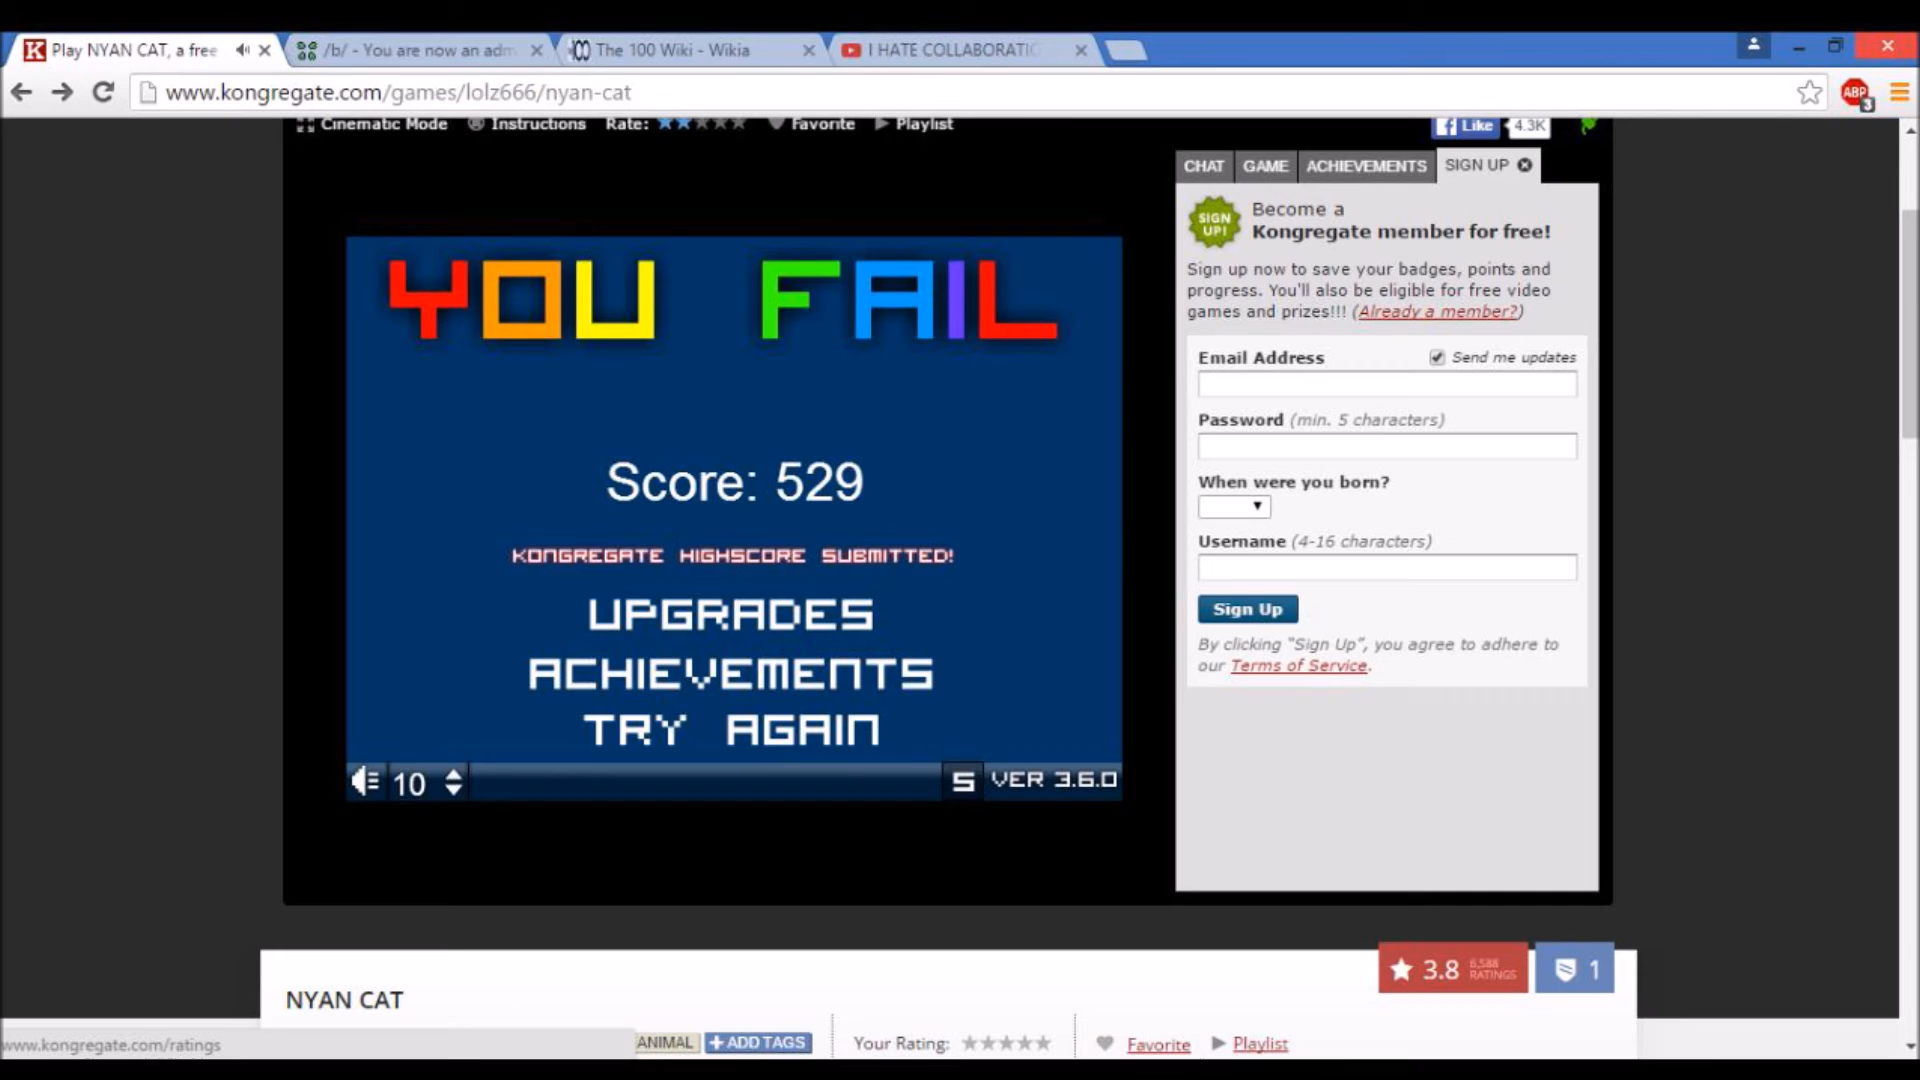 Play NYAN CAT, a free
/b/ - You are now an adm
The 100 Wiki - Wikia
I HATE COLLABORATIO
www.kongregate.com/games/lolz666/nyan-cat
ABP
3
Cinematic Mode
Instructions
Rate:
Favorite
Playlist
Like
4.3K
CHAT
GAME
ACHIEVEMENTS
SIGN UP
SIGN
UP!
Become a
Kongregate member for free!
Sign up now to save your badges, points and
progress. You'll also be eligible for free video
games and prizes!!! (Already a member?)
Email Address
Send me updates
Password (min. 5 characters)
When were you born?
Username (4-16 characters)
Sign Up
By clicking "Sign Up", you agree to adhere to
our Terms of Service.
YOU FAIL
Score: 529
KONGREGATE HIGHSCORE SUBMITTED!
UPGRADES
ACHIEVEMENTS
TRY AGAIN
10
S
VER 3.6.0
3.8
6,588
RATINGS
1
NYAN CAT
www.kongregate.com/ratings
ANIMAL
+ADD TAGS
Your Rating:
Favorite
Playlist